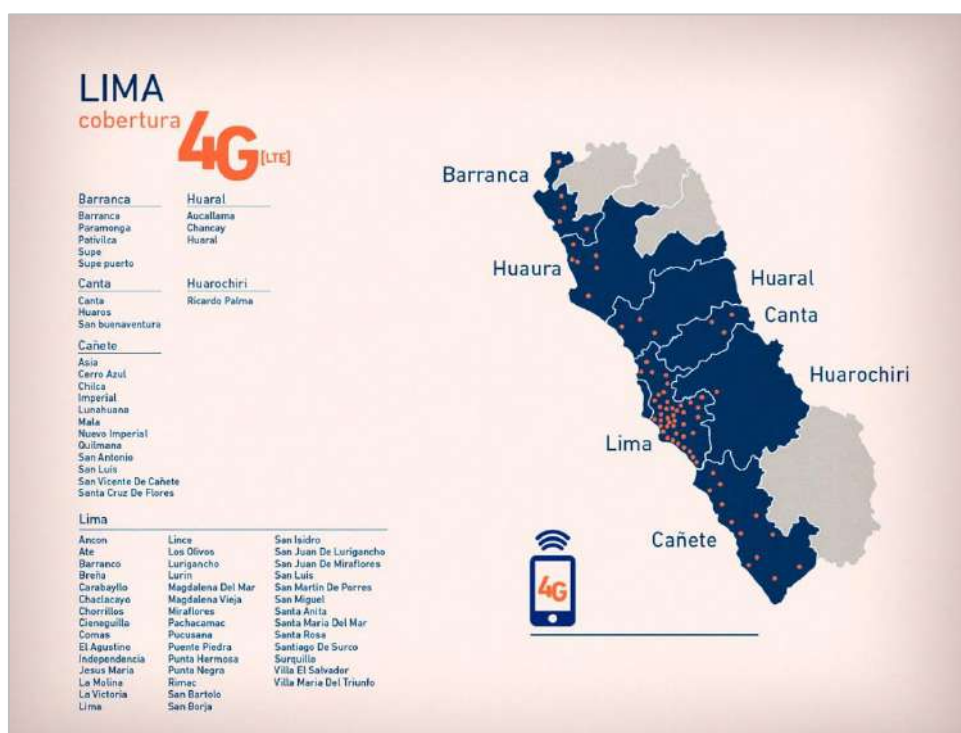 LIMA
cobertura 4G [LTE]
Barranca
Barranca
Paramonga
Pativilca
Supe
Supe puerto
Huaral
Aucallama
Chancay
Huaral
Canta
Canta
Huaros
San buenaventura
Huarochiri
Ricardo Palma
Cañete
Asia
Cerro Azul
Chilca
Imperial
Lunahuana
Mala
Nuevo Imperial
Quilmana
San Antonio
San Luis
San Vicente De Cañete
Santa Cruz De Flores
Lima
Ancon
Ate
Barranco
Breña
Carabayllo
Chaclacayo
Chorrillos
Cieneguilla
Comas
El Agustino
Independencia
Jesus Maria
La Molina
La Victoria
Lima
Lince
Los Olivos
Lurigancho
Lurin
Magdalena Del Mar
Magdalena Vieja
Miraflores
Pachacamac
Pucusana
Puente Piedra
Punta Hermosa
Punta Negra
Rimac
San Bartolo
San Borja
San Isidro
San Juan De Lurigancho
San Juan De Miraflores
San Luis
San Martin De Porres
San Miguel
Santa Anita
Santa Maria Del Mar
Santa Rosa
Santiago De Surco
Surquillo
Villa El Salvador
Villa Maria Del Triunfo
Barranca
Huaura
Huaral
Canta
Huarochiri
Lima
Cañete
4G